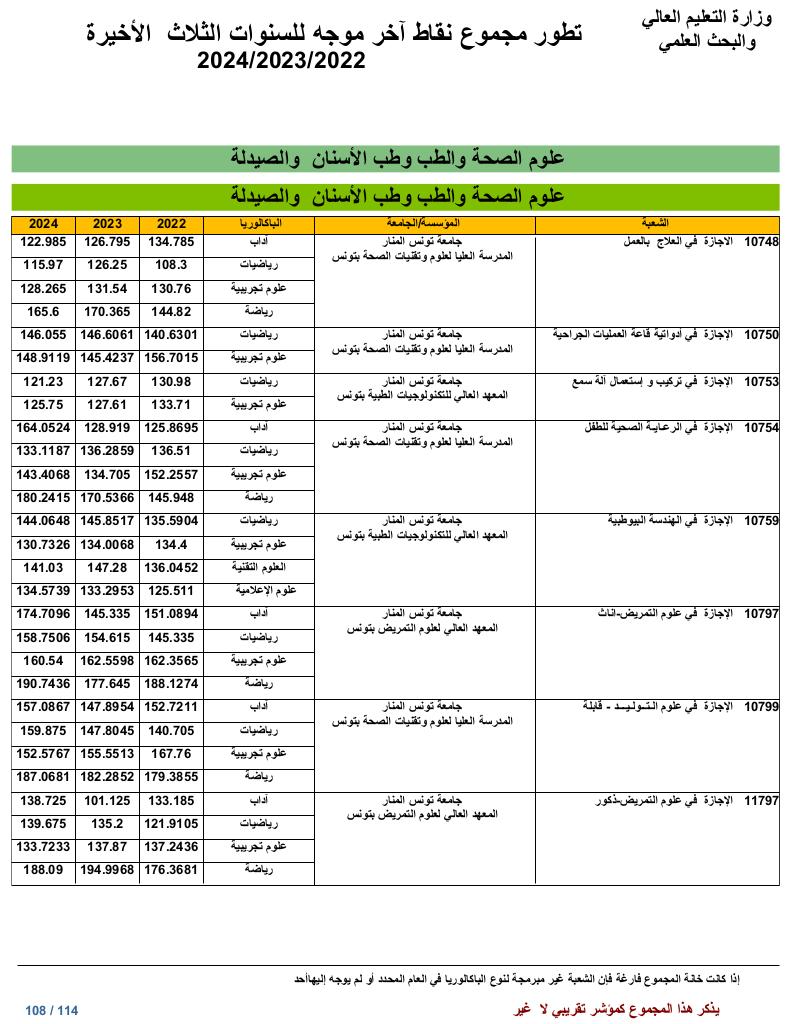 وزارة التعليم العالي
والبحث العلمي
تطور مجموع نقاط آخر موجه للسنوات الثلاث الأخيرة
2024/2023/2022
علوم الصحة والطب وطب الأسنان والصيدلة
علوم الصحة والطب وطب الأسنان والصيدلة
الشعبة المؤسسة/الجامعة الباكالوريا 2022 2023 2024
10748 الإجازة في العلاج بالعمل جامعة تونس المنار آداب 134.785 126.795 122.985
المدرسة العليا لعلوم وتقنيات الصحة بتونس رياضيات 108.3 126.25 115.97
علوم تجريبية 130.76 131.54 128.265
رياضة 144.82 170.365 165.6
10750 الإجازة في أدواتية قاعة العمليات الجراحية جامعة تونس المنار رياضيات 140.6301 146.6061 146.055
المدرسة العليا لعلوم وتقنيات الصحة بتونس علوم تجريبية 156.7015 145.4237 148.9119
10753 الإجازة في تركيب و إستعمال آلة سمع جامعة تونس المنار رياضيات 130.98 127.67 121.23
المعهد العالي للتكنولوجيات الطبية بتونس علوم تجريبية 133.71 127.61 125.75
10754 الإجازة في الرعاية الصحية للطفل جامعة تونس المنار آداب 125.8695 128.919 164.0524
المدرسة العليا لعلوم وتقنيات الصحة بتونس رياضيات 136.51 136.2859 133.1187
علوم تجريبية 152.2557 134.705 143.4068
رياضة 145.948 170.5366 180.2415
10759 الإجازة في الهندسة البيوطبية جامعة تونس المنار رياضيات 135.5904 145.8517 144.0648
المعهد العالي للتكنولوجيات الطبية بتونس علوم تجريبية 134.4 134.0068 130.7326
العلوم التقنية 136.0452 147.28 141.03
علوم الإعلامية 125.511 133.2953 134.5739
10797 الإجازة في علوم التمريض-اناث جامعة تونس المنار آداب 151.0894 145.335 174.7096
المعهد العالي لعلوم التمريض بتونس رياضيات 145.335 154.615 158.7506
علوم تجريبية 162.3565 162.5598 160.54
رياضة 188.1274 177.645 190.7436
10799 الإجازة في علوم التـولـيـد - قابلة جامعة تونس المنار آداب 152.7211 147.8954 157.0867
المدرسة العليا لعلوم وتقنيات الصحة بتونس رياضيات 140.705 147.8045 159.875
علوم تجريبية 167.76 155.5513 152.5767
رياضة 179.3855 182.2852 187.0681
11797 الإجازة في علوم التمريض-ذكور جامعة تونس المنار آداب 133.185 101.125 138.725
المعهد العالي لعلوم التمريض بتونس رياضيات 121.9105 135.2 139.675
علوم تجريبية 137.2436 137.87 133.7233
رياضة 176.3681 194.9968 188.09
إذا كانت خانة المجموع فارغة فإن الشعبة غير مبرمجة لنوع الباكالوريا في العام المحدد أو لم يوجه إليهاأحد
يذكر هذا المجموع كمؤشر تقريبي لا غير
108 / 114